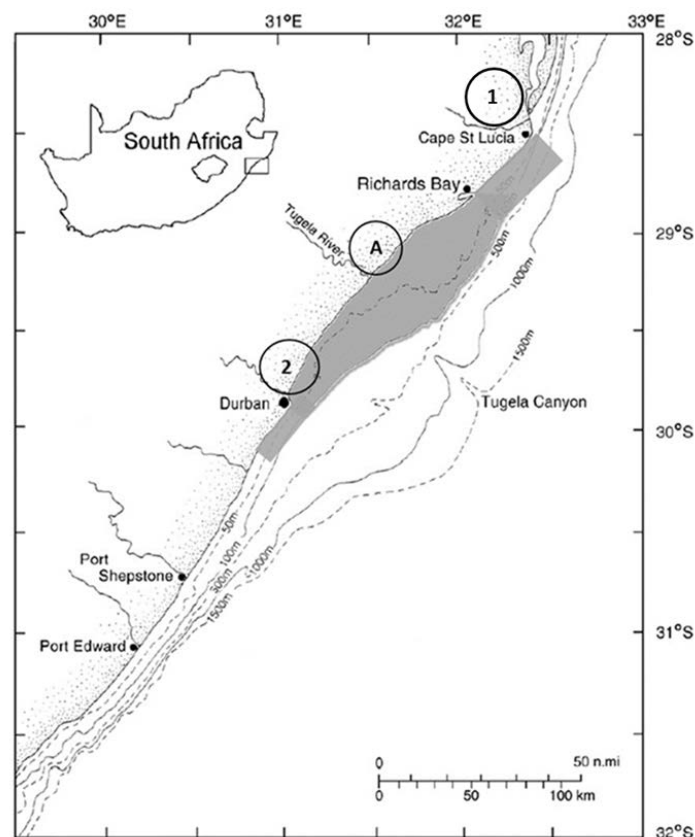 30°E
31°E
32°E
33°E
28°S
South Africa
1
Cape St Lucia
Richards Bay
Tugela River
A
29°S
50m
500m
1000m
1500m
2
Durban
Tugela Canyon
30°S
50m
100m
500m
1000m
1500m
Port
Shepstone
Port Edward
31°S
0
50 n.mi
0
50
100 km
32°S